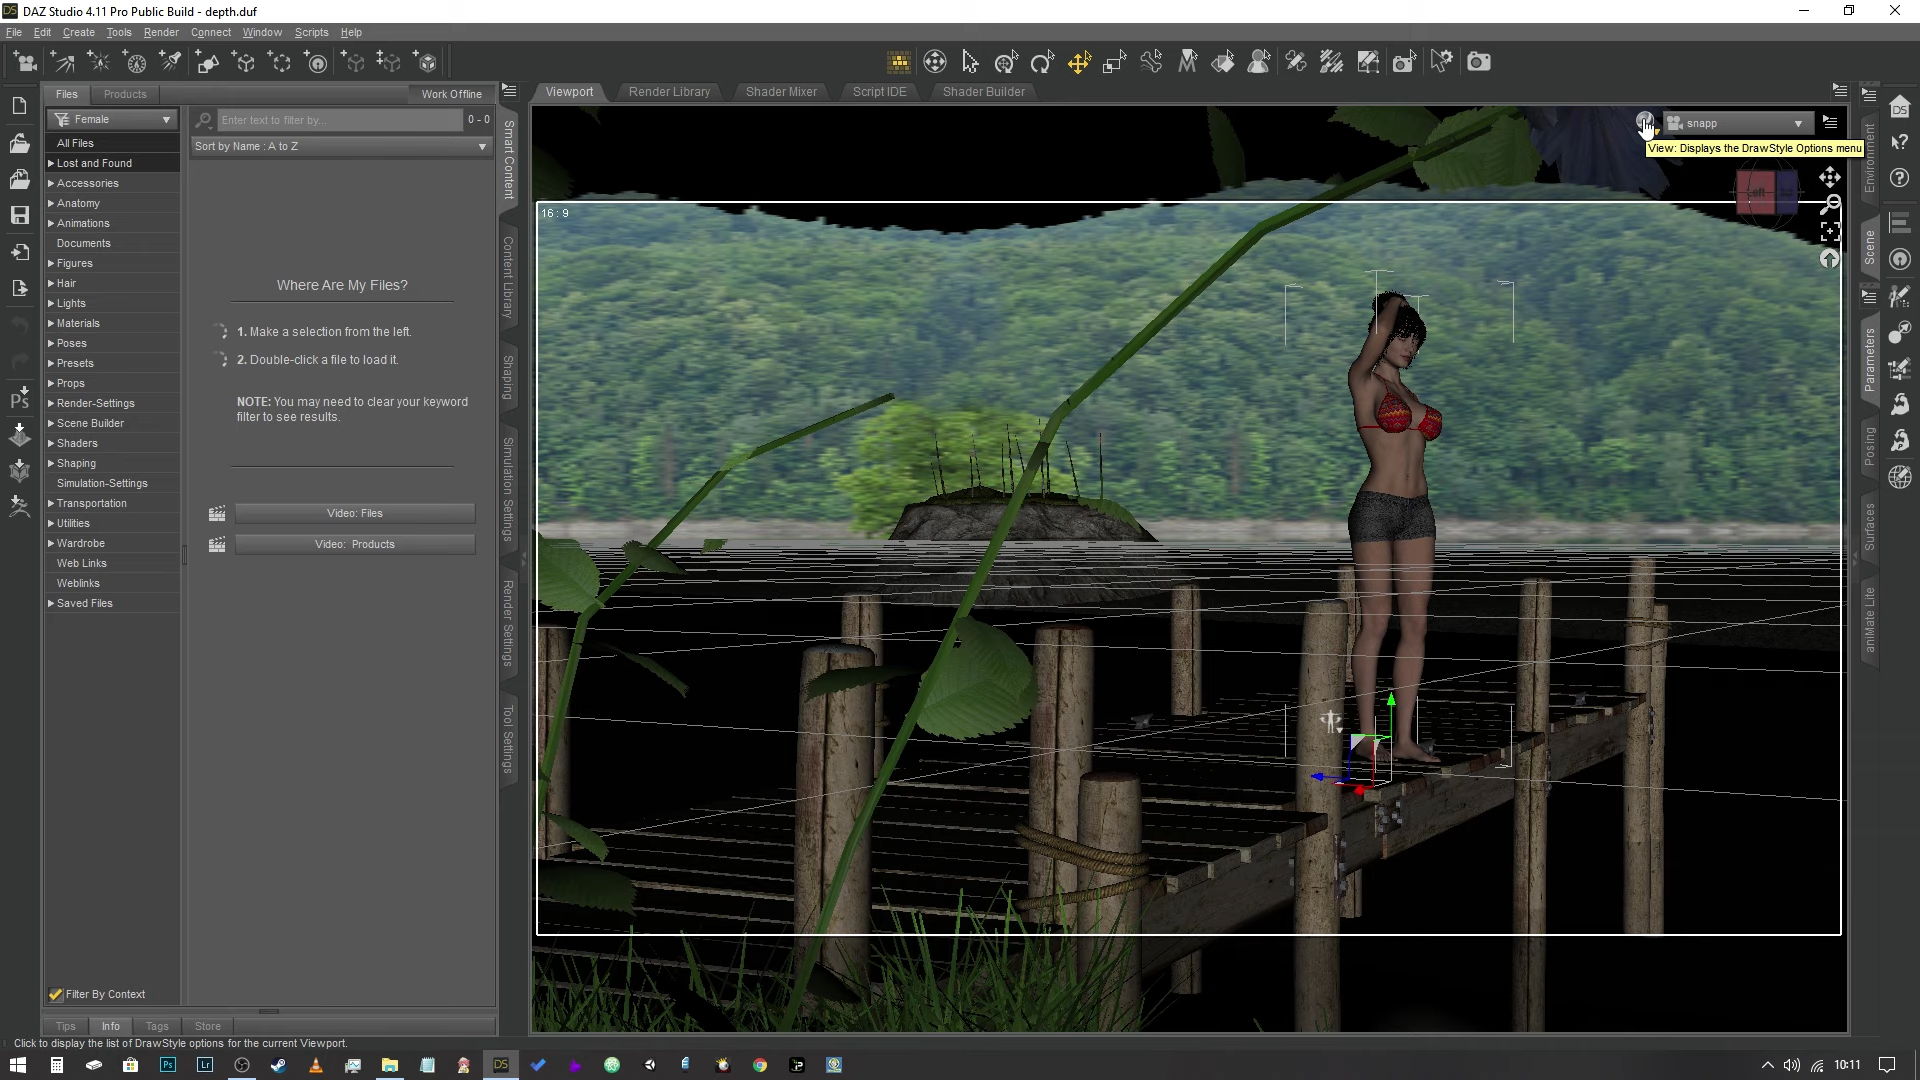 DAZ Studio 4.11 Pro Public Build - depth.duf
File Edit Create Tools Render Connect Window Scripts Help
Files Products Work Offline
Female
Enter text to filter by... 0 - 0
Sort by Name : A to Z
All Files
Lost and Found
Accessories
Anatomy
Animations
Documents
Figures
Hair
Lights
Materials
Poses
Presets
Props
Render-Settings
Scene Builder
Shaders
Shaping
Simulation-Settings
Transportation
Utilities
Wardrobe
Web Links
Weblinks
Saved Files
Filter By Context
Where Are My Files?
1. Make a selection from the left.
2. Double-click a file to load it.
NOTE: You may need to clear your keyword
filter to see results.
Video: Files
Video: Products
Tips Info Tags Store
Click to display the list of DrawStyle options for the current Viewport.
Smart Content
Content Library
Shaping
Simulation Settings
Render Settings
Tool Settings
Viewport Render Library Shader Mixer Script IDE Shader Builder
snapp
View: Displays the DrawStyle Options menu
16 : 9
Left
Environment
Scene
Parameters
Posing
Surfaces
aniMate Lite
DS
Ps
Ps
Lr
DS
10:11